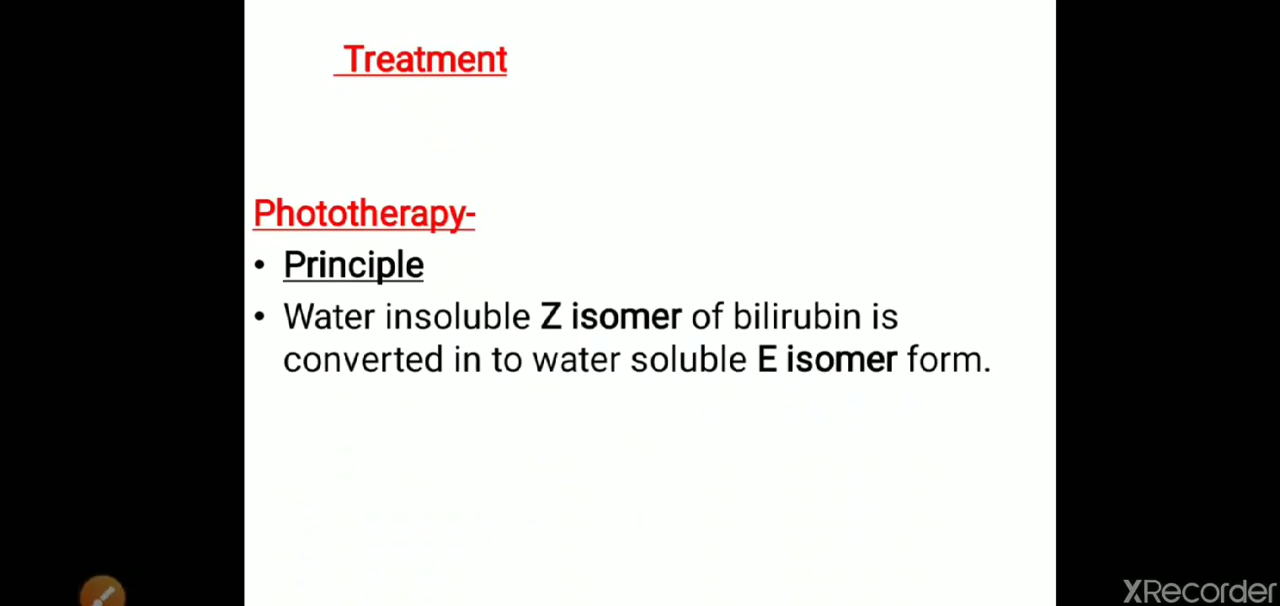 Treatment
Phototherapy-
• Principle
• Water insoluble Z isomer of bilirubin is
converted in to water soluble E isomer form.
XRecorder